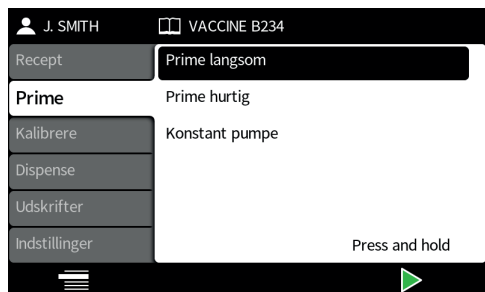 J. SMITH VACCINE B234
Recept
Prime
Kalibrere
Dispense
Udskrifter
Indstillinger
Prime langsom
Prime hurtig
Konstant pumpe
Press and hold